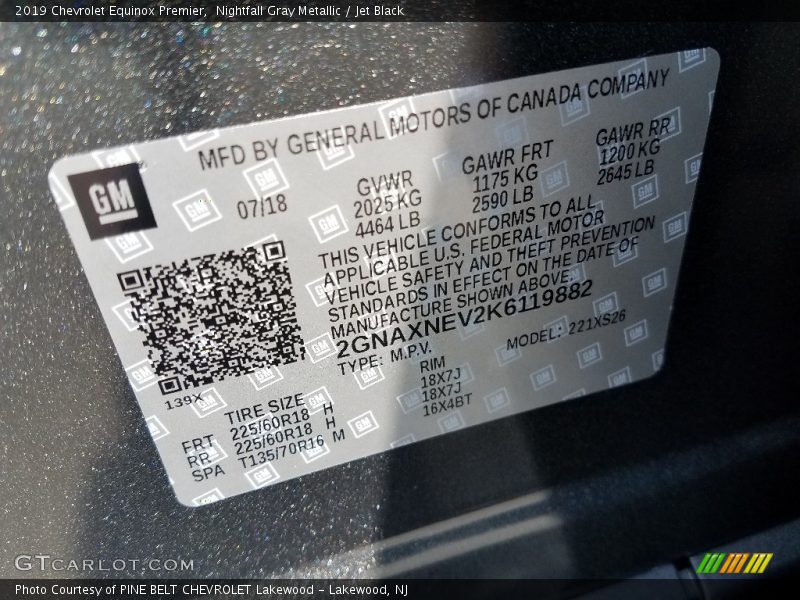 2019 Chevrolet Equinox Premier, Nightfall Gray Metallic / Jet Black
MFD BY GENERAL MOTORS OF CANADA COMPANY
GM
07/18
GVWR
2025 KG
4464 LB
GAWR FRT
1175 KG
2590 LB
GAWR RR
1200 KG
2645 LB
THIS VEHICLE CONFORMS TO ALL
APPLICABLE U.S. FEDERAL MOTOR
VEHICLE SAFETY AND THEFT PREVENTION
STANDARDS IN EFFECT ON THE DATE OF
MANUFACTURE SHOWN ABOVE.
2GNAXNEV2K6119882
TYPE: M.P.V. MODEL: 221XS26
139X
TIRE SIZE RIM
FRT 225/60R18 H 18X7J
RR 225/60R18 H 18X7J
SPA T135/70R16 M 16X4BT
GTCARLOT.COM
Photo Courtesy of PINE BELT CHEVROLET Lakewood - Lakewood, NJ